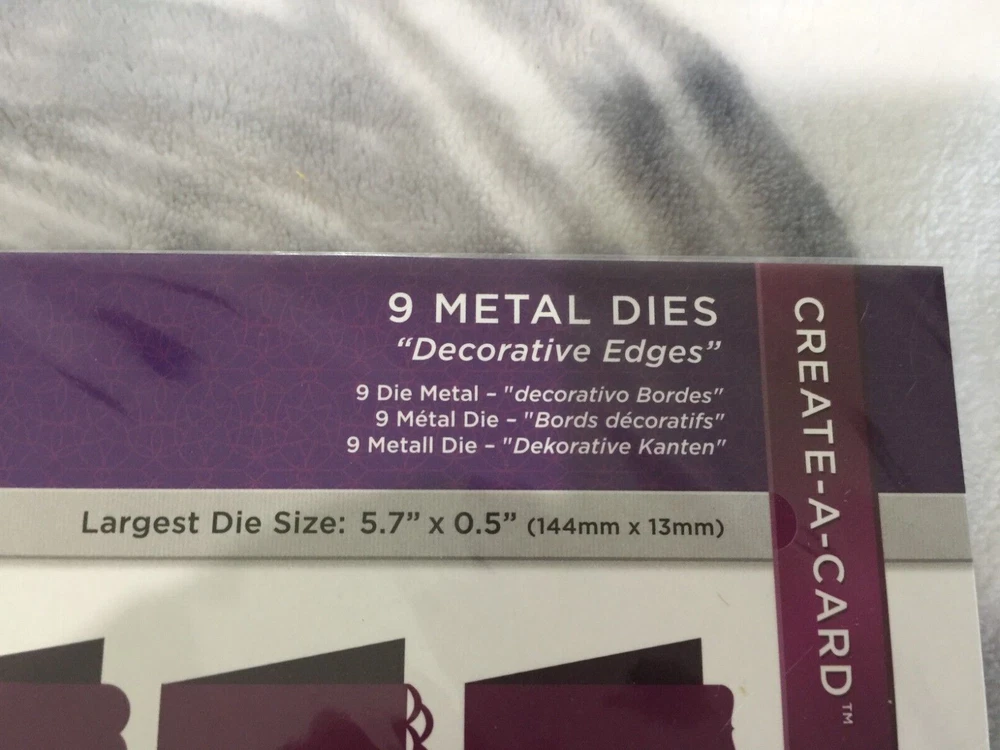 9 METAL DIES
“Decorative Edges”
9 Die Metal – "decorativo Bordes"
9 Métal Die – "Bords décoratifs"
9 Metall Die – "Dekorative Kanten"
Largest Die Size: 5.7” x 0.5” (144mm x 13mm)
CREATE-A-CARD™